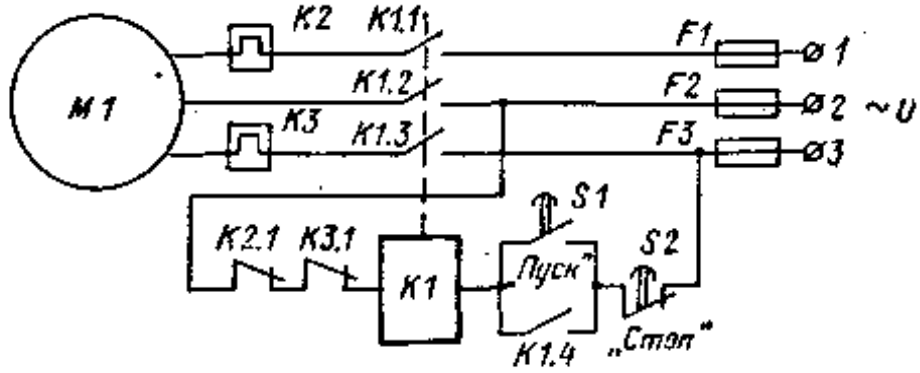 K2 K1.1 F1 1
M1 K1.2 F2 2 ~U
K3 K1.3 F3 3
S1
K2.1 K3.1 S2
K1 Пуск"
K1.4 „Стоп"